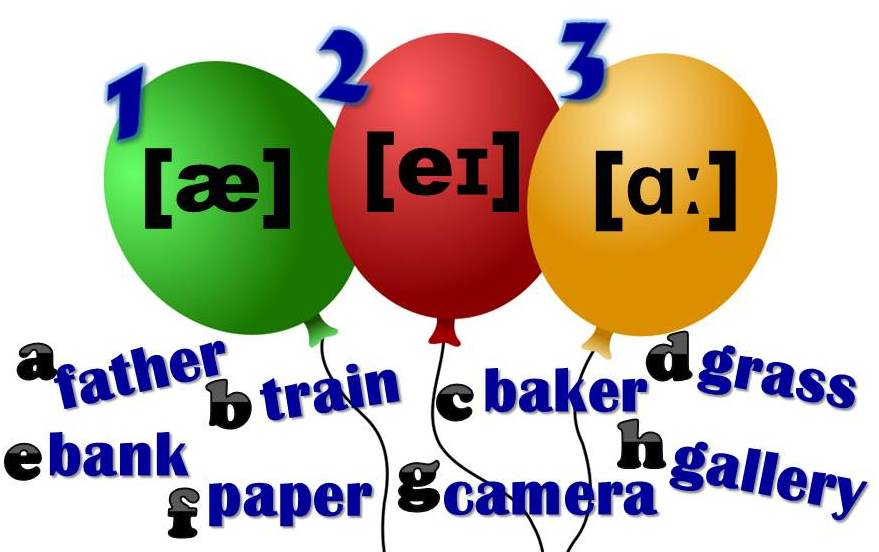 1 2 3
[æ] [eɪ] [ɑː]
a father b train c baker d grass
e bank f paper g camera h gallery